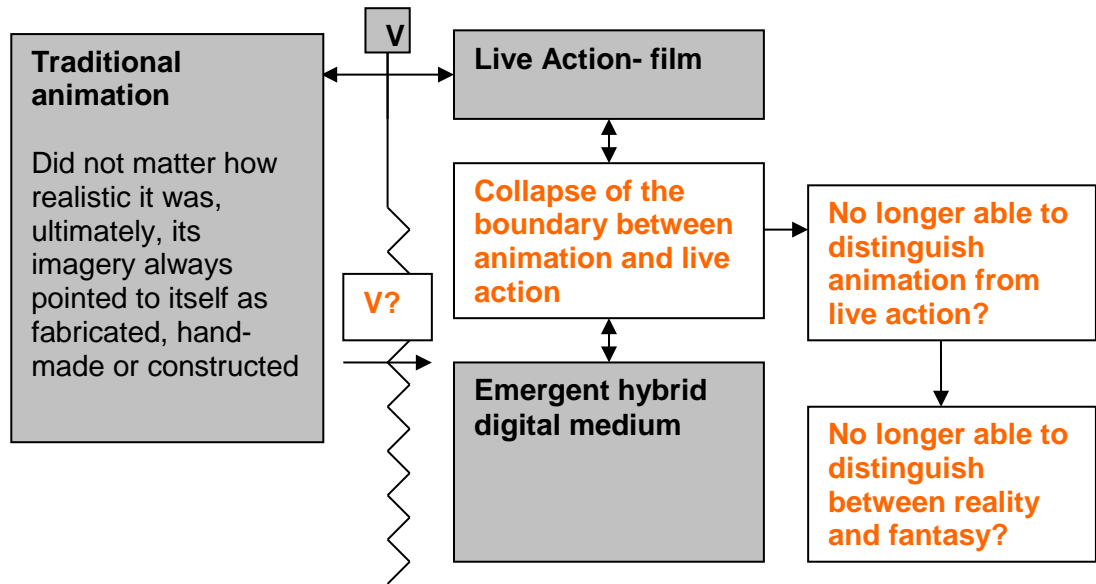 Traditional
animation
Did not matter how
realistic it was,
ultimately, its
imagery always
pointed to itself as
fabricated, hand-
made or constructed
V
V?
Live Action- film
Collapse of the
boundary between
animation and live
action
Emergent hybrid
digital medium
No longer able to
distinguish
animation from
live action?
No longer able to
distinguish
between reality
and fantasy?